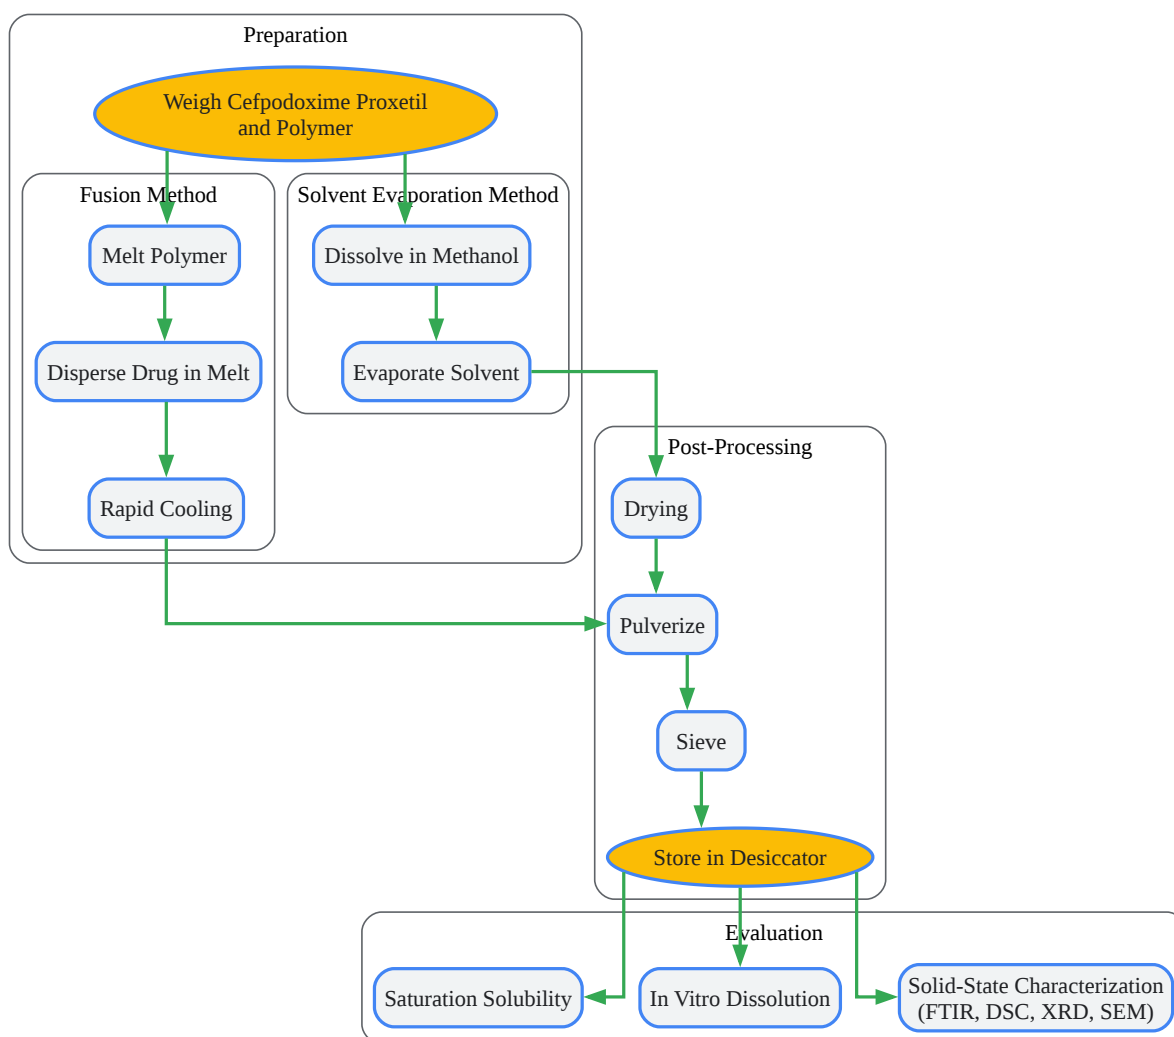 Preparation
Weigh Cefpodoxime Proxetil
and Polymer
Fusion Method
Solvent Evaporation Method
Melt Polymer
Dissolve in Methanol
Disperse Drug in Melt
Evaporate Solvent
Rapid Cooling
Post-Processing
Drying
Pulverize
Sieve
Store in Desiccator
Evaluation
Saturation Solubility
In Vitro Dissolution
Solid-State Characterization
(FTIR, DSC, XRD, SEM)